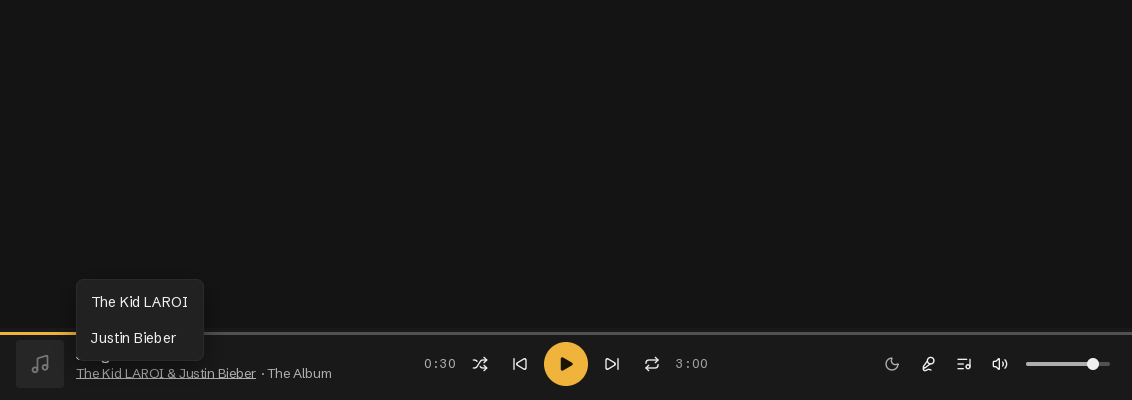 The Kid LAROI
Justin Bieber
The Kid LAROI & Justin Bieber · The Album
0:30
3:00